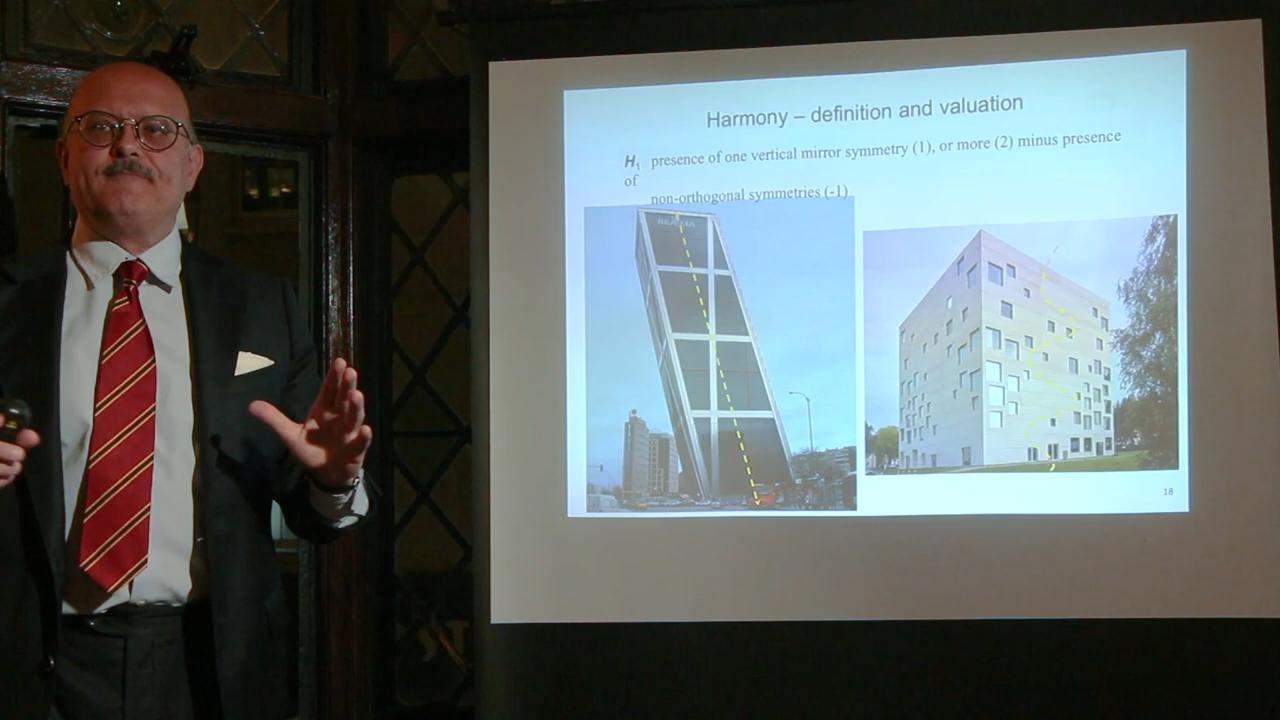 Harmony – definition and valuation
H₁ presence of one vertical mirror symmetry (1), or more (2) minus presence
of
non-orthogonal symmetries (-1)
18